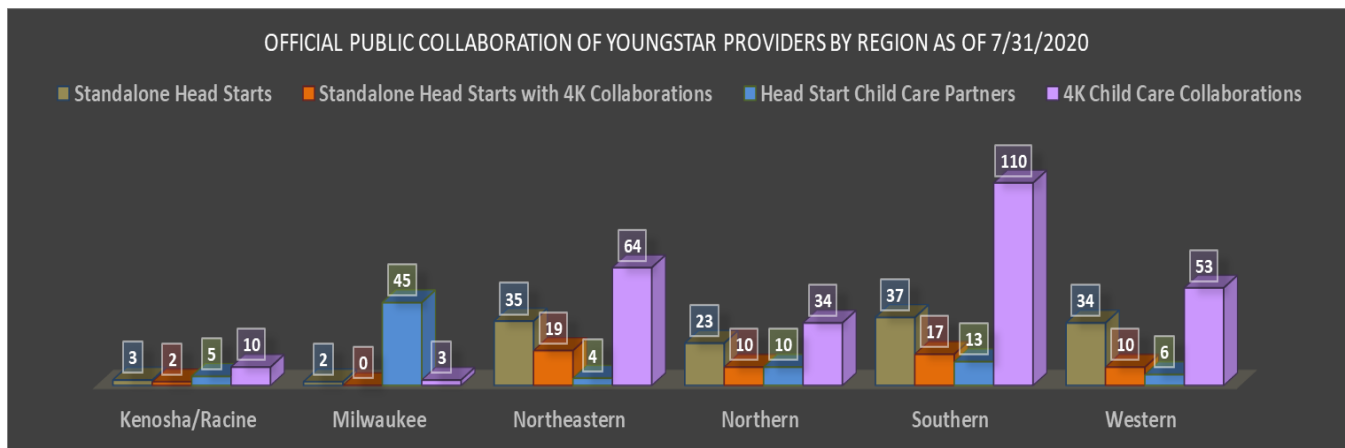 OFFICIAL PUBLIC COLLABORATION OF YOUNGSTAR PROVIDERS BY REGION AS OF 7/31/2020
Standalone Head Starts Standalone Head Starts with 4K Collaborations Head Start Child Care Partners 4K Child Care Collaborations
3 2 5 10 2 0 45 3 35 19 4 64 23 10 10 34 37 17 13 110 34 10 6 53
Kenosha/Racine Milwaukee Northeastern Northern Southern Western